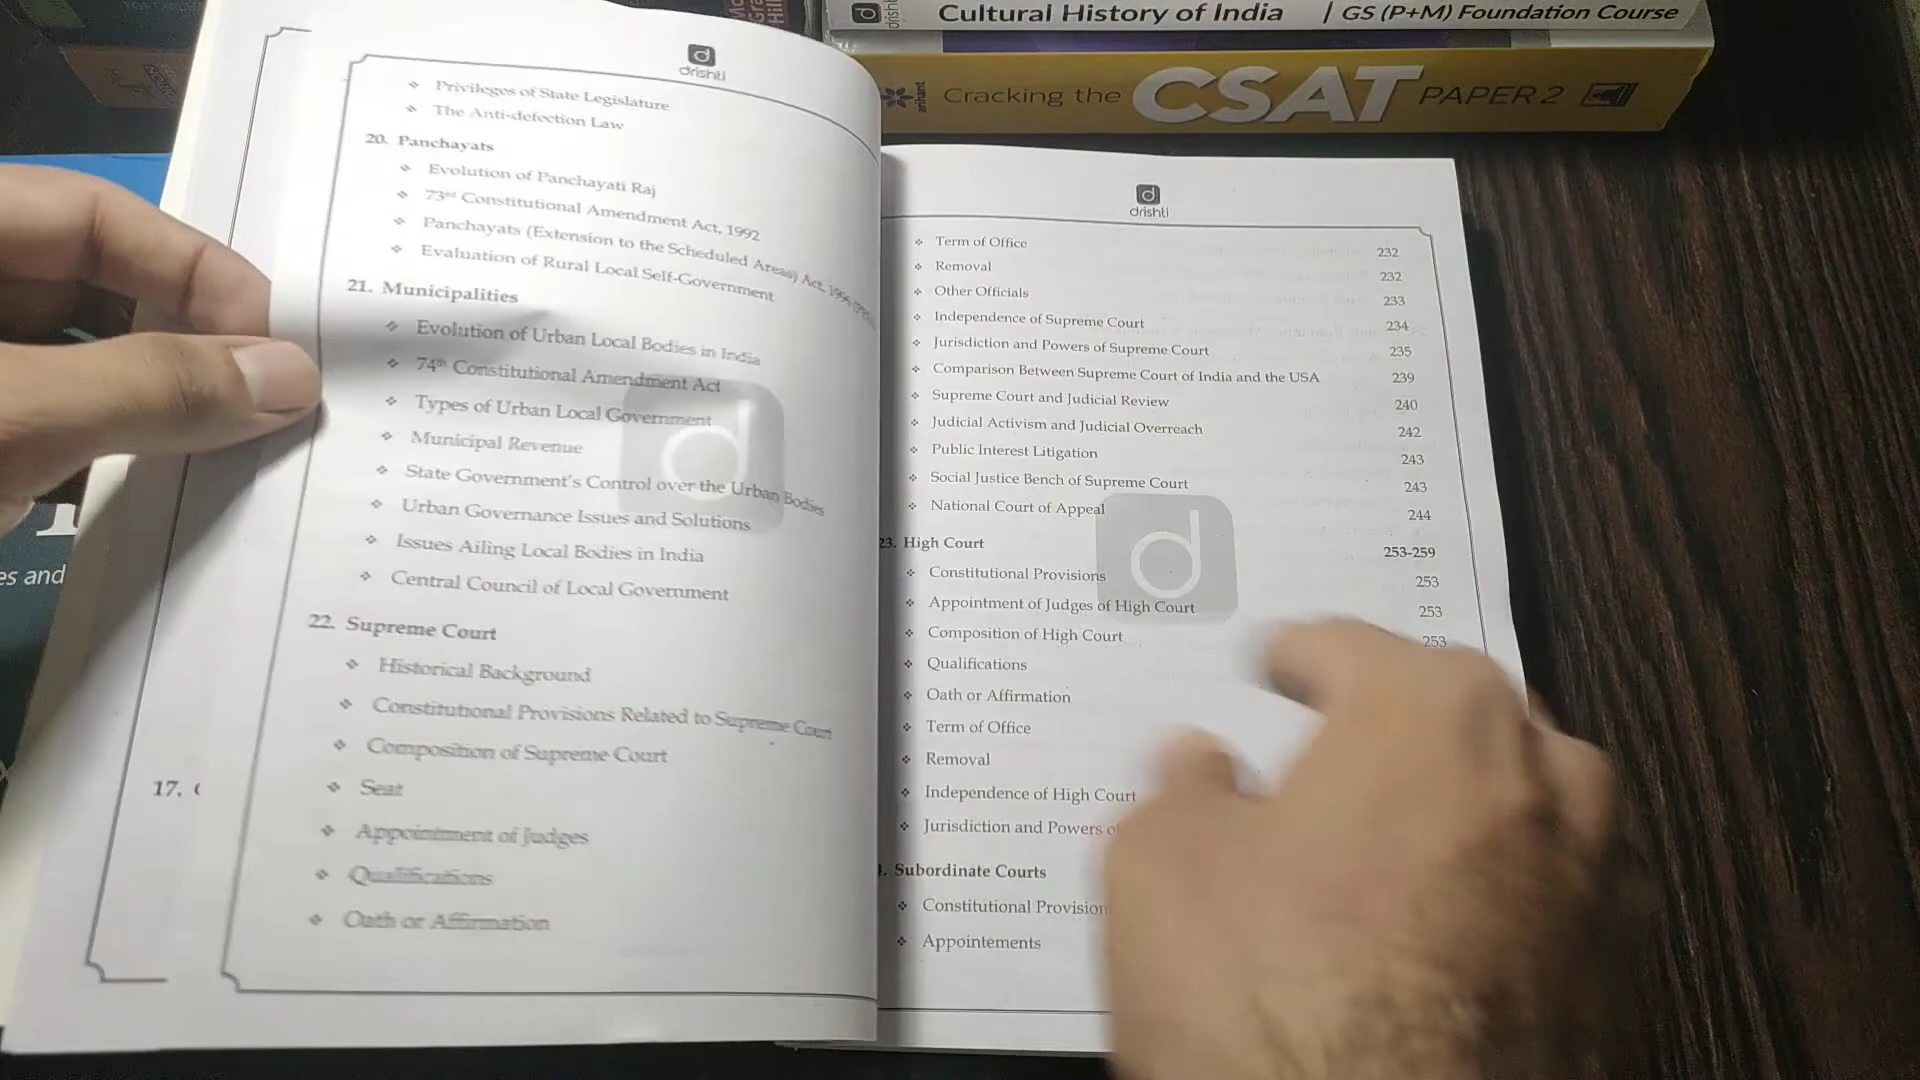 Cultural History of India | GS (P+M) Foundation Course
drishti
arihant
Cracking the CSAT PAPER 2
drishti
❖ Privileges of State Legislature
❖ The Anti-defection Law
20. Panchayats
❖ Evolution of Panchayati Raj
❖ 73rd Constitutional Amendment Act, 1992
❖ Panchayats (Extension to the Scheduled Areas) Act, 1996
❖ Evaluation of Rural Local Self-Government
21. Municipalities
❖ Evolution of Urban Local Bodies in India
❖ 74th Constitutional Amendment Act
❖ Types of Urban Local Government
❖ Municipal Revenue
❖ State Government's Control over the Urban Bodies
❖ Urban Governance Issues and Solutions
❖ Issues Ailing Local Bodies in India
❖ Central Council of Local Government
22. Supreme Court
❖ Historical Background
❖ Constitutional Provisions Related to Supreme Court
❖ Composition of Supreme Court
❖ Seat
❖ Appointment of Judges
❖ Qualifications
❖ Oath or Affirmation
17.
es and
drishti
❖ Term of Office 232
❖ Removal 232
❖ Other Officials 233
❖ Independence of Supreme Court 234
❖ Jurisdiction and Powers of Supreme Court 235
❖ Comparison Between Supreme Court of India and the USA 239
❖ Supreme Court and Judicial Review 240
❖ Judicial Activism and Judicial Overreach 242
❖ Public Interest Litigation 243
❖ Social Justice Bench of Supreme Court 243
❖ National Court of Appeal 244
23. High Court 253-259
❖ Constitutional Provisions 253
❖ Appointment of Judges of High Court 253
❖ Composition of High Court 253
❖ Qualifications
❖ Oath or Affirmation
❖ Term of Office
❖ Removal
❖ Independence of High Court
❖ Jurisdiction and Powers
. Subordinate Courts
❖ Constitutional Provision
❖ Appointements